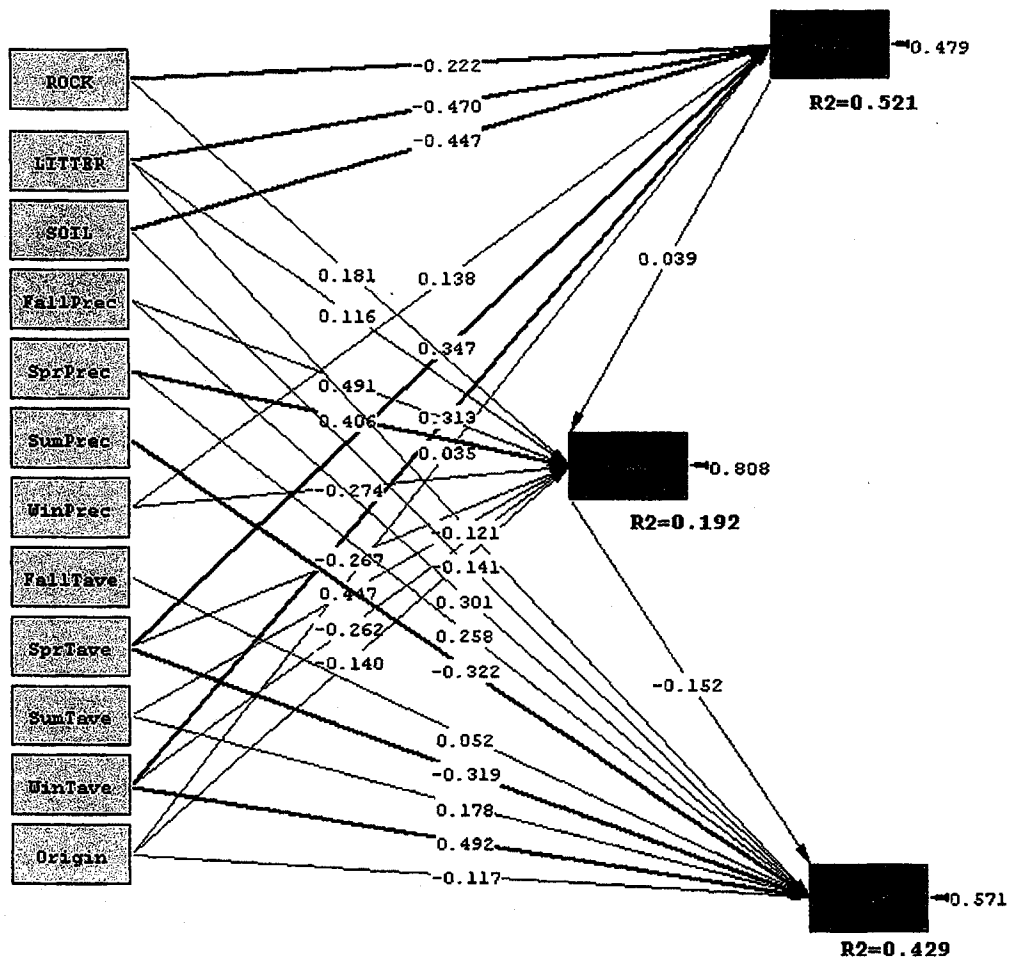 ROCK
LITTER
SOIL
FallPrec
SprPrec
SumPrec
WinPrec
FallTave
SprTave
SumTave
WinTave
Origin
-0.222
-0.470
-0.447
0.181
0.116
0.138
0.347
0.491
0.406
0.313
0.035
-0.274
-0.267
0.447
-0.262
-0.140
-0.121
-0.141
0.301
0.258
-0.322
0.052
-0.319
0.178
0.492
-0.117
0.039
-0.152
0.479
R2=0.521
0.808
R2=0.192
0.571
R2=0.429